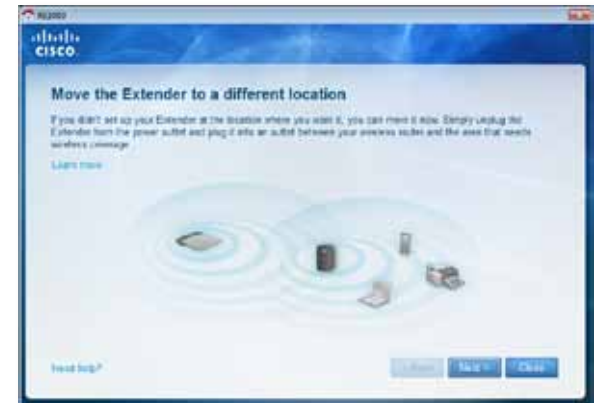 RE2000
CISCO
Move the Extender to a different location
If you didn't set up your Extender at the location where you want it, you can move it now. Simply unplug the
Extender from the power outlet and plug it into an outlet between your wireless router and the area that needs
wireless coverage.
Learn more
Need help?
Next >
Close